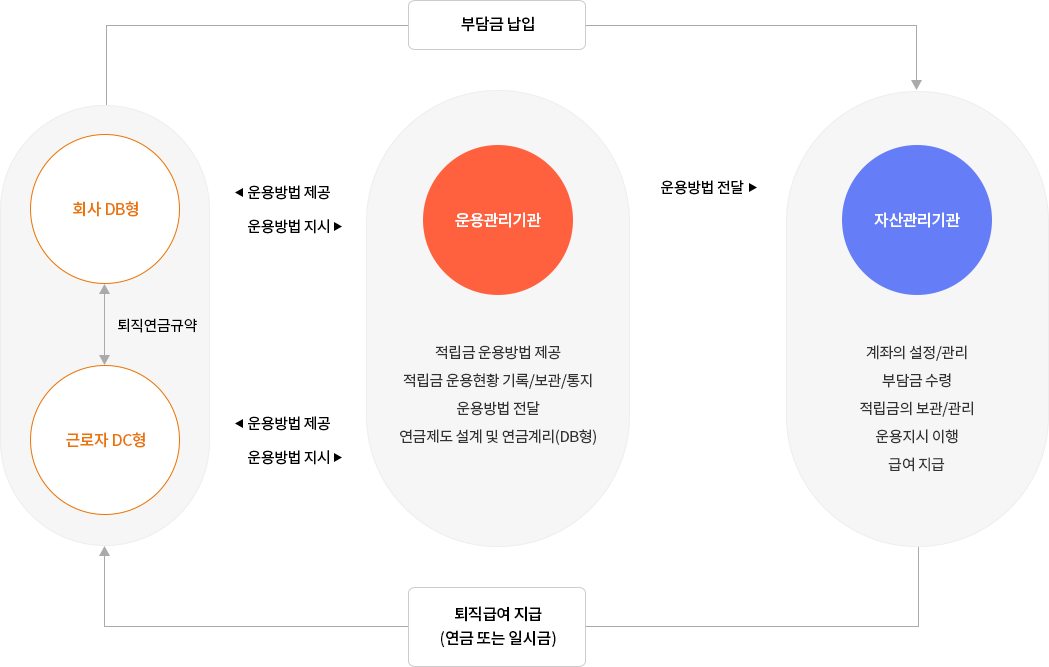 부담금 납입
회사 DB형
퇴직연금규약
근로자 DC형
◀ 운용방법 제공
운용방법 지시 ▶
◀ 운용방법 제공
운용방법 지시 ▶
운용관리기관
적립금 운용방법 제공
적립금 운용현황 기록/보관/통지
운용방법 전달
연금제도 설계 및 연금계리(DB형)
운용방법 전달 ▶
자산관리기관
계좌의 설정/관리
부담금 수령
적립금의 보관/관리
운용지시 이행
급여 지급
퇴직급여 지급
(연금 또는 일시금)